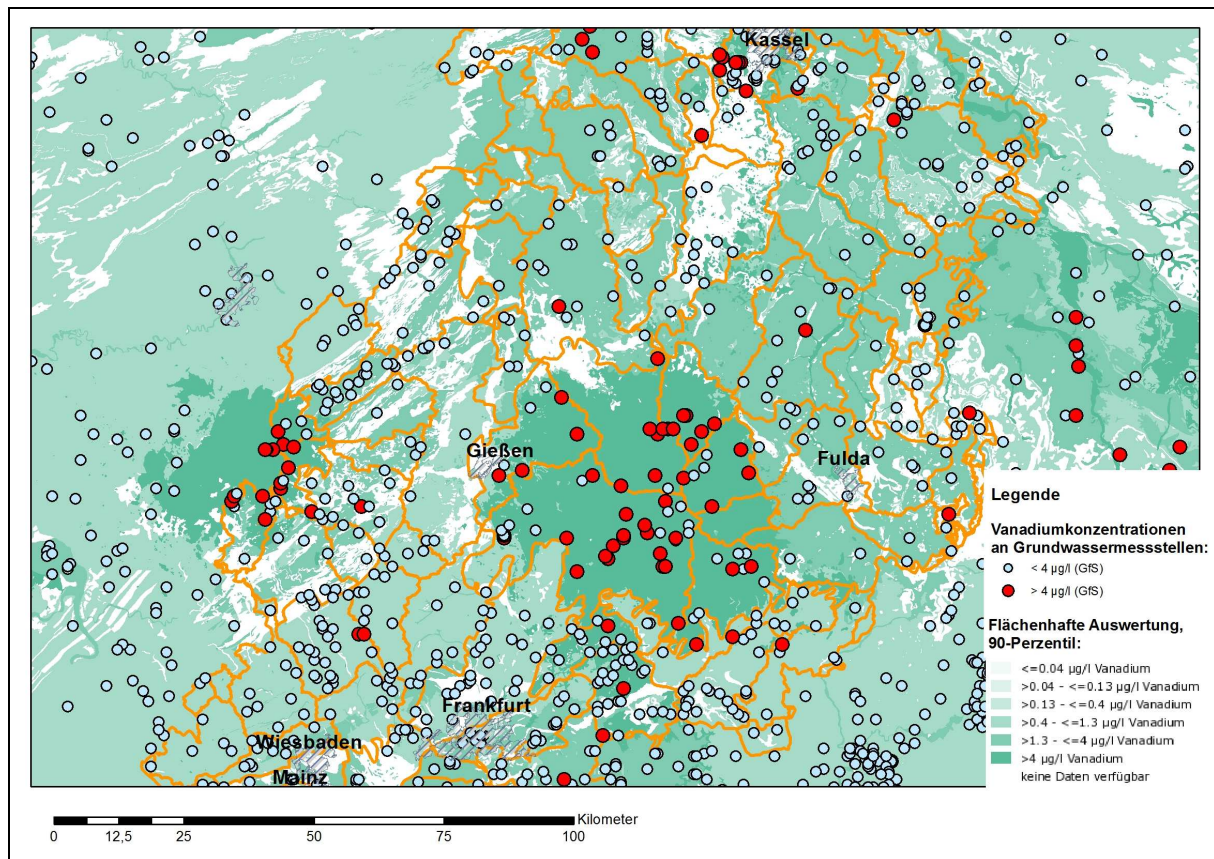 Kassel
Gießen
Fulda
Frankfurt
Wiesbaden
Mainz
Legende
Vanadiumkonzentrationen
an Grundwassermessstellen:
< 4 µg/l (GfS)
> 4 µg/l (GfS)
Flächenhafte Auswertung,
90-Perzentil:
<=0.04 µg/l Vanadium
>0.04 - <=0.13 µg/l Vanadium
>0.13 - <=0.4 µg/l Vanadium
>0.4 - <=1.3 µg/l Vanadium
>1.3 - <=4 µg/l Vanadium
>4 µg/l Vanadium
keine Daten verfügbar
Kilometer
0 12,5 25 50 75 100